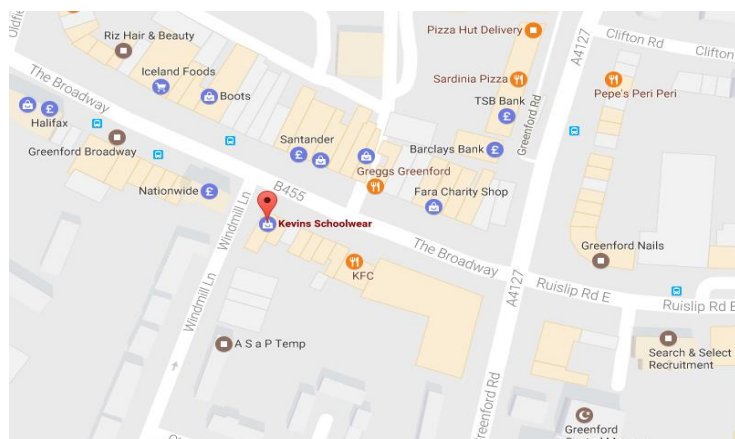 Oldfie
Riz Hair & Beauty
Pizza Hut Delivery
A4127
Clifton Rd
Clifton
The Broadway
Iceland Foods
Boots
Sardinia Pizza
Pepe's Peri Peri
TSB Bank
Halifax
Greenford Rd
Santander
Greenford Broadway
Barclays Bank
Greggs Greenford
Nationwide
B455
Fara Charity Shop
Windmill Ln
Kevins Schoolwear
The Broadway
Greenford Nails
KFC
A4127
Ruislip Rd E
Ruislip Rd E
Windmill Ln
A S a P Temp
Search & Select
Recruitment
Greenford Rd
Greenford